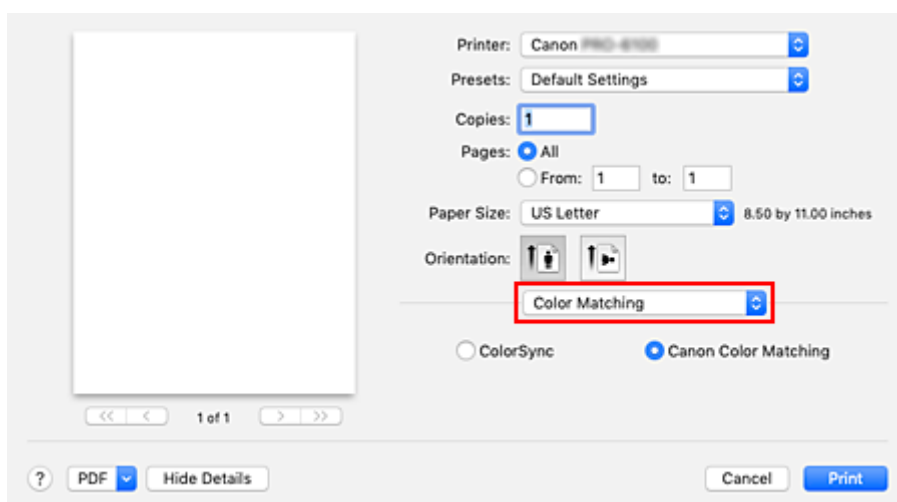 Printer: Canon
Presets: Default Settings
Copies: 1
Pages: All
From: 1 to: 1
Paper Size: US Letter 8.50 by 11.00 inches
Orientation:
Color Matching
ColorSync Canon Color Matching
<< < 1 of 1 > >>
? PDF Hide Details Cancel Print